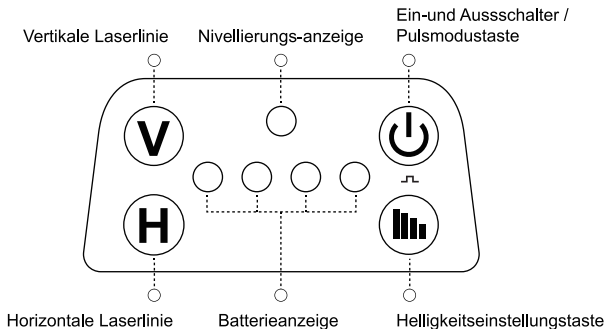 Ein-und Aussschalter /
Vertikale Laserlinie
Nivellierungs-anzeige
Pulsmodustaste
V
H
Horizontale Laserlinie
Batterieanzeige
Helligkeitseinstellungstaste